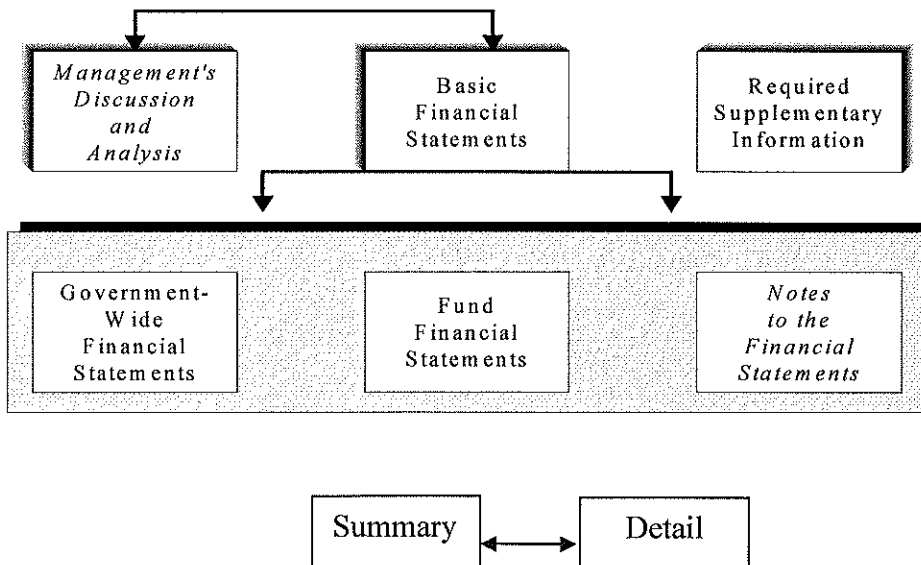 Management's
Discussion
and
Analysis
Basic
Financial
Statements
Required
Supplementary
Information
Government-
Wide
Financial
Statements
Fund
Financial
Statements
Notes
to the
Financial
Statements
Summary
Detail